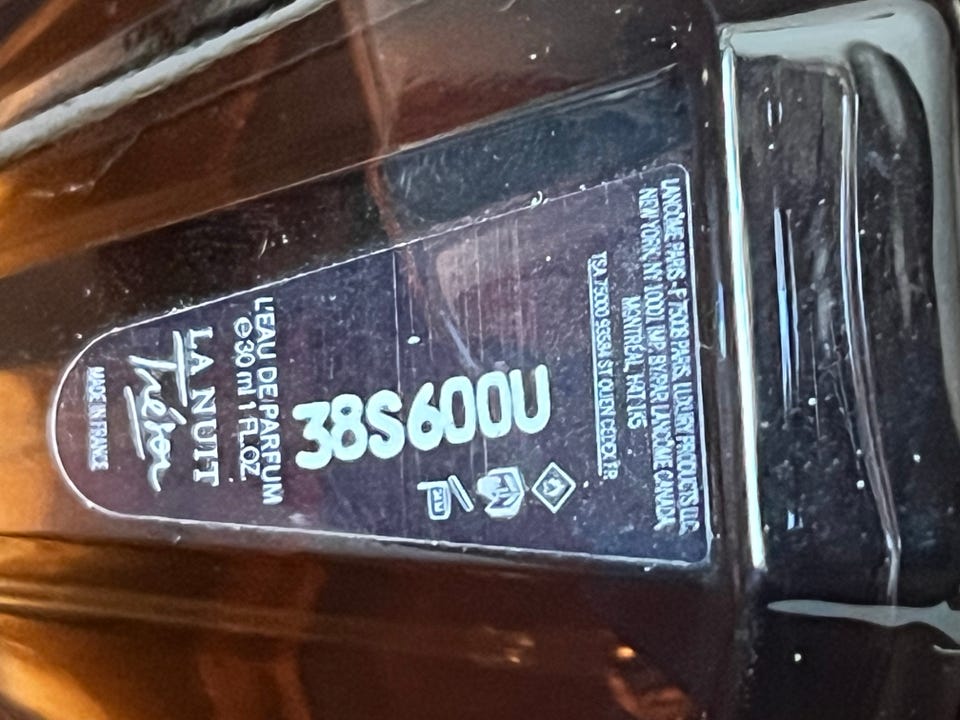 LANCÔME PARIS - P 75008 PARIS. LUXURY PRODUCTS LLC,
NEW YORK, NY 10001. IMP. BY/PAR LANCÔME CANADA,
MONTRÉAL, H4T 1K5
TSA 75000 93584 ST OUEN CEDEX FR
38S600U
L'EAU DE PARFUM
℮ 30 ml 1 FL.OZ
LA NUIT
Trésor
MADE IN FRANCE